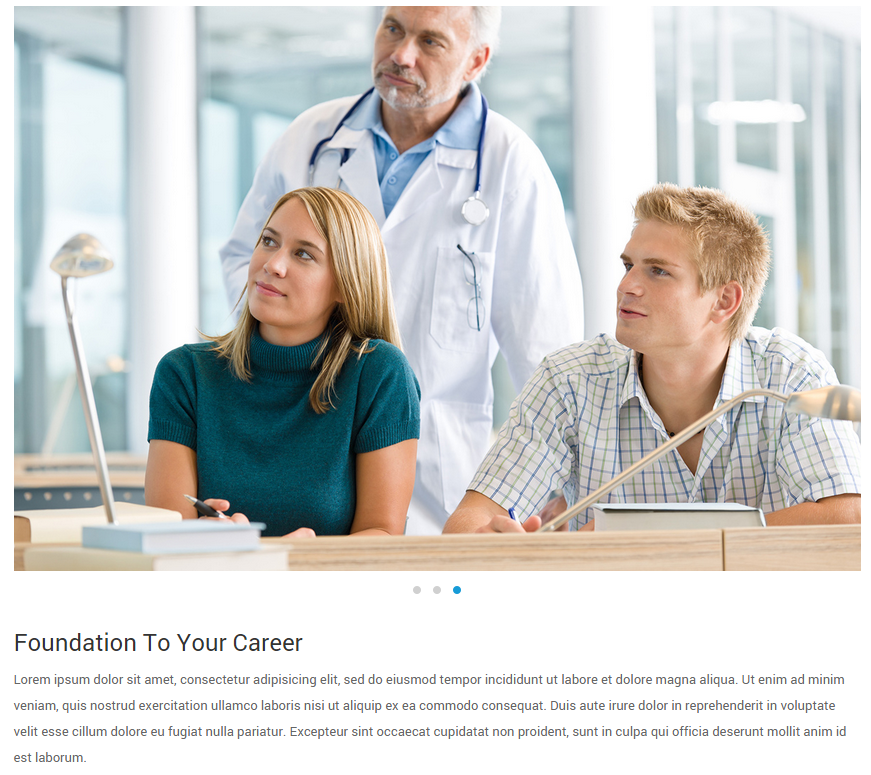 Foundation To Your Career
Lorem ipsum dolor sit amet, consectetur adipisicing elit, sed do eiusmod tempor incididunt ut labore et dolore magna aliqua. Ut enim ad minim
veniam, quis nostrud exercitation ullamco laboris nisi ut aliquip ex ea commodo consequat. Duis aute irure dolor in reprehenderit in voluptate
velit esse cillum dolore eu fugiat nulla pariatur. Excepteur sint occaecat cupidatat non proident, sunt in culpa qui officia deserunt mollit anim id
est laborum.